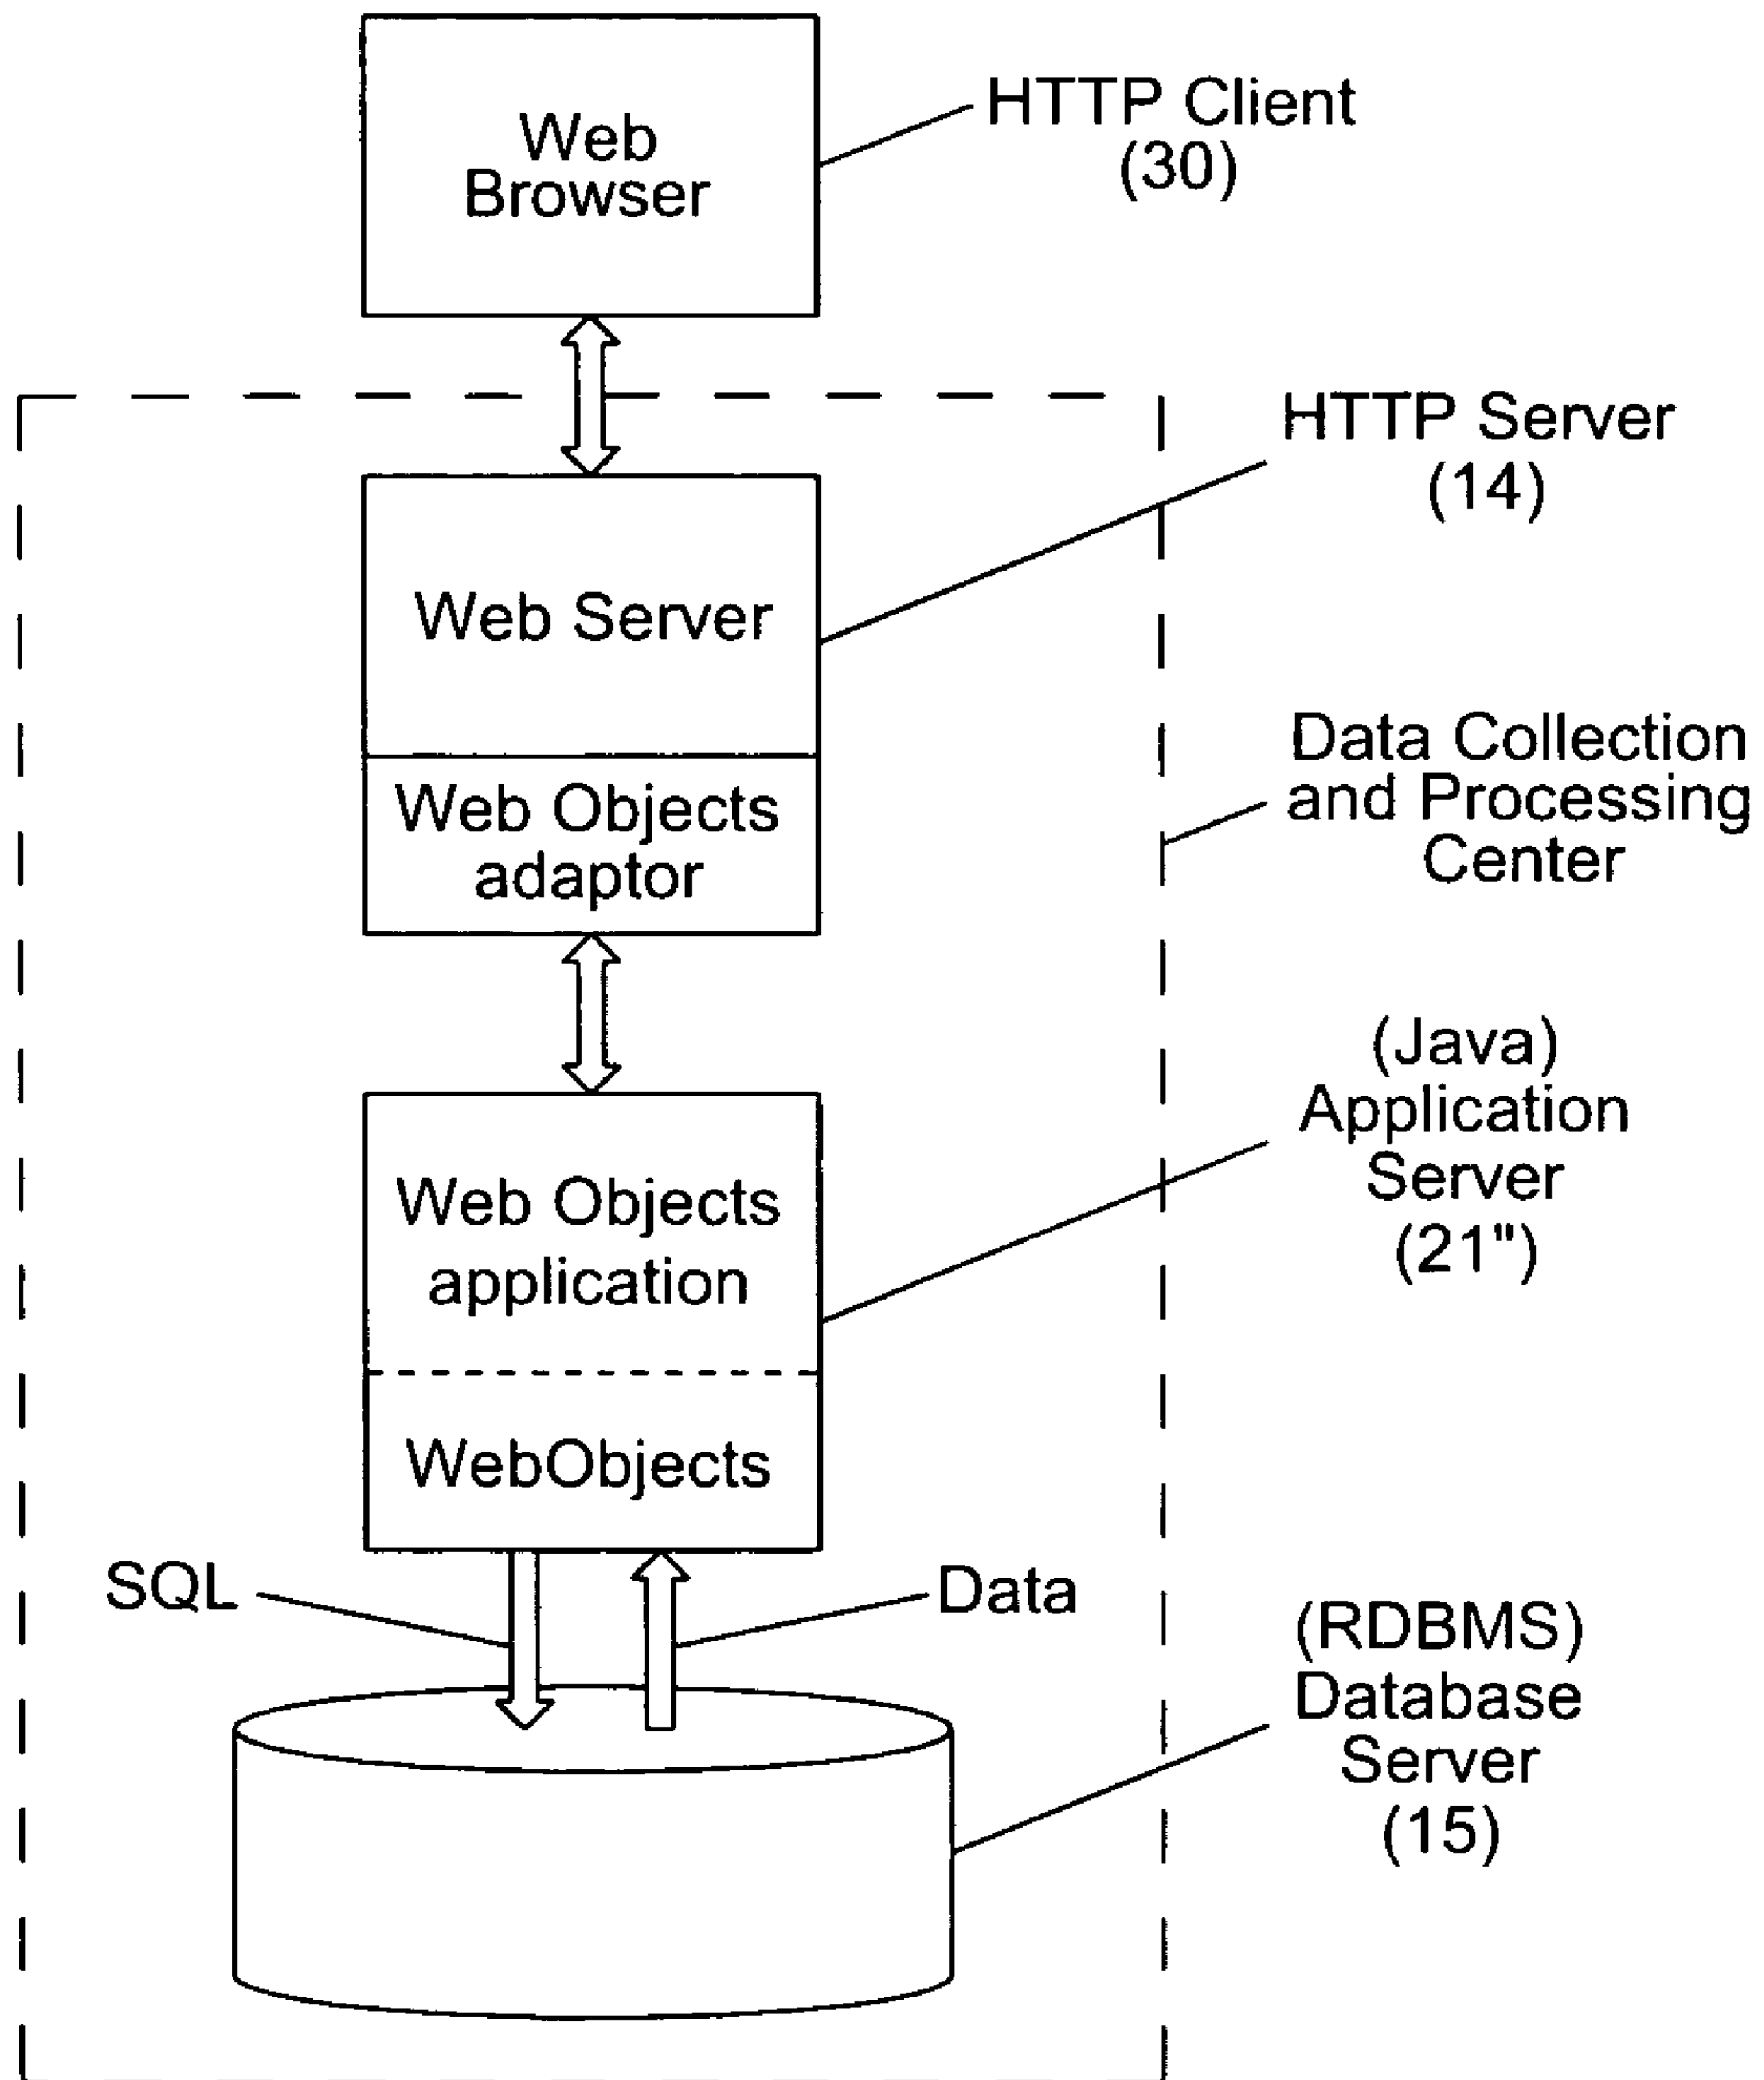 Web
Browser
HTTP Client
(30)
HTTP Server
(14)
Web Server
Web Objects
adaptor
Data Collection
and Processing
Center
(Java)
Application
Server
(21")
Web Objects
application
WebObjects
SQL
Data
(RDBMS)
Database
Server
(15)